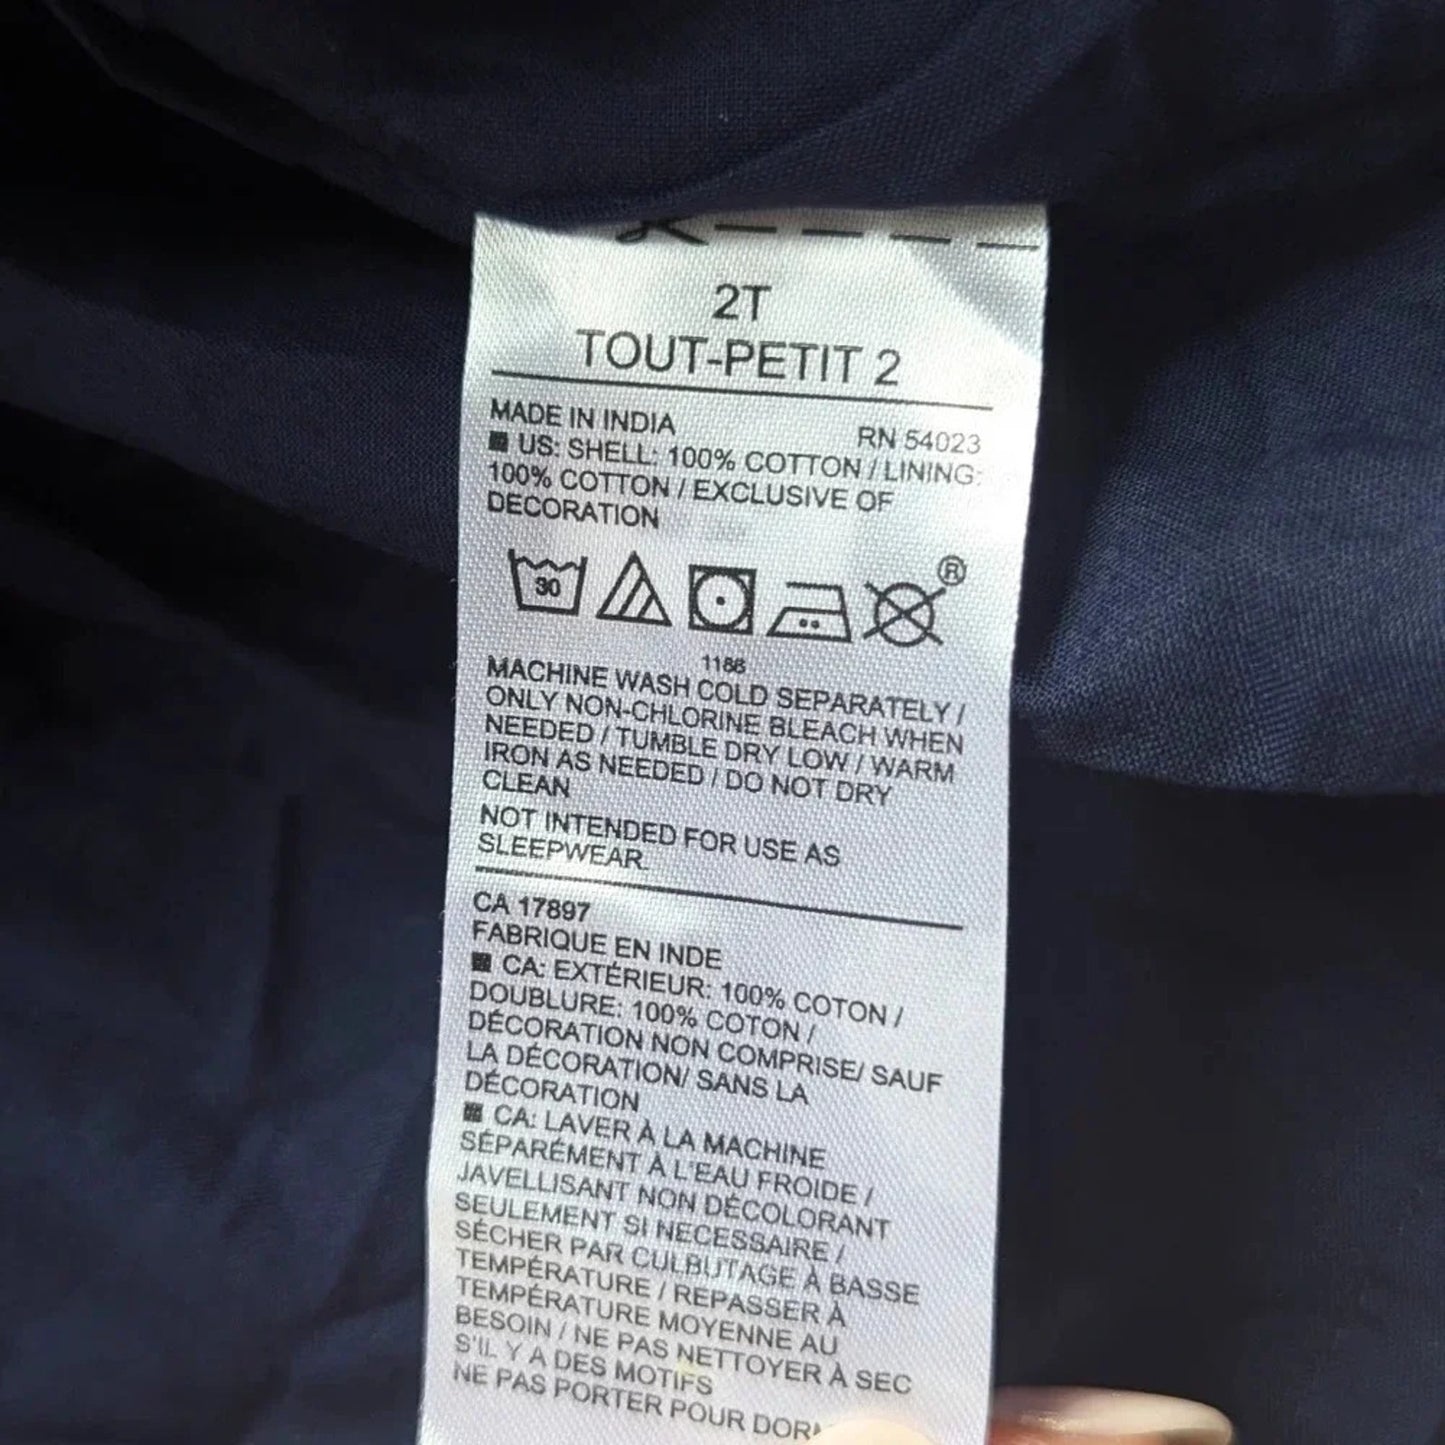 2T
TOUT-PETIT 2
MADE IN INDIA RN 54023
US: SHELL: 100% COTTON / LINING:
100% COTTON / EXCLUSIVE OF
DECORATION
30
®
1186
MACHINE WASH COLD SEPARATELY /
ONLY NON-CHLORINE BLEACH WHEN
NEEDED / TUMBLE DRY LOW / WARM
IRON AS NEEDED / DO NOT DRY
CLEAN
NOT INTENDED FOR USE AS
SLEEPWEAR.
CA 17897
FABRIQUE EN INDE
CA: EXTÉRIEUR: 100% COTON /
DOUBLURE: 100% COTON /
DÉCORATION NON COMPRISE/ SAUF
LA DÉCORATION/ SANS LA
DÉCORATION
CA: LAVER À LA MACHINE
SÉPARÉMENT À L'EAU FROIDE /
JAVELLISANT NON DÉCOLORANT
SEULEMENT SI NECESSAIRE /
SÉCHER PAR CULBUTAGE À BASSE
TEMPÉRATURE / REPASSER À
TEMPÉRATURE MOYENNE AU
BESOIN / NE PAS NETTOYER À SEC
S'IL Y A DES MOTIFS
NE PAS PORTER POUR